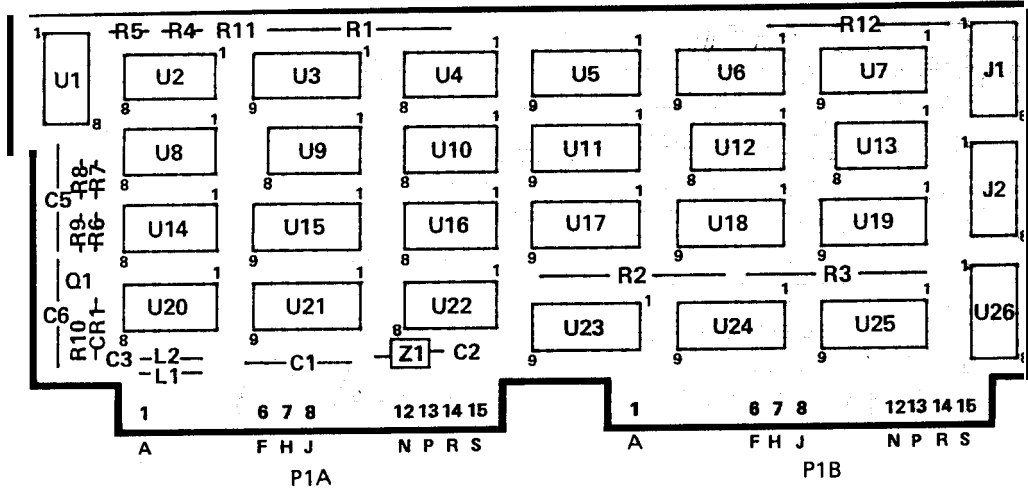 R5 R4 R11 R1 R12
1 1 1 1 1 1 1 1
U1 U2 U3 U4 U5 U6 U7 J1
8 8 9 8 9 9 9 8
1 1 1 1 1 1 1
U8 U9 U10 U11 U12 U13 J2
8 8 8 9 8 8 8
C5 R8 R7
1 1 1 1 1 1
R9 R6 U14 U15 U16 U17 U18 U19
8 9 8 9 9 9
Q1 R2 R3
1 1 1 1 1 1 1
C6 U20 U21 U22 U23 U24 U25 U26
8 9 8 9 9 9 8
R10 CR1
C3 L2 C1 Z1 C2
L1
1 6 7 8 12 13 14 15 1 6 7 8 12 13 14 15
A F H J N P R S A F H J N P R S
P1A P1B